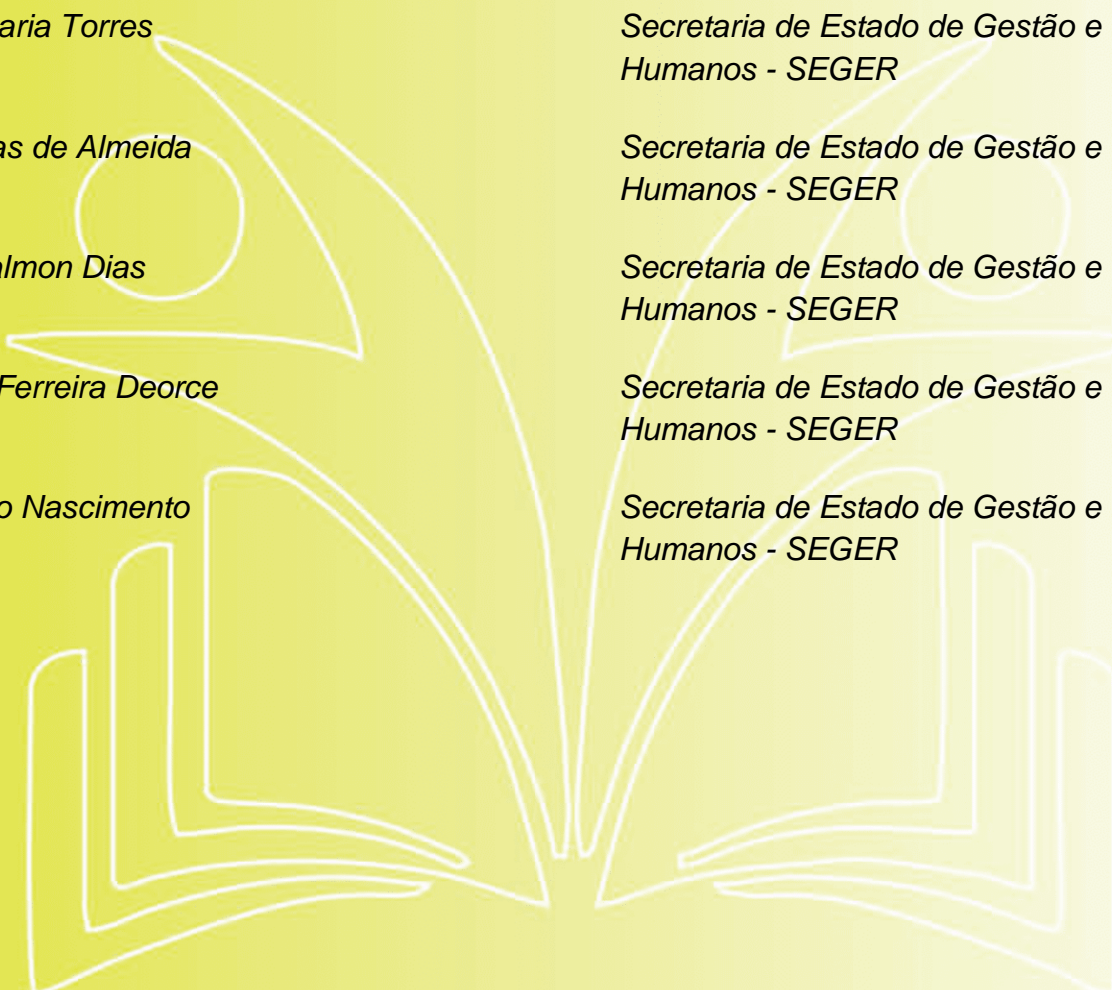 aria Torres
Secretaria de Estado de Gestão e
Humanos - SEGER
as de Almeida
Secretaria de Estado de Gestão e
Humanos - SEGER
almon Dias
Secretaria de Estado de Gestão e
Humanos - SEGER
Ferreira Deorce
Secretaria de Estado de Gestão e
Humanos - SEGER
o Nascimento
Secretaria de Estado de Gestão e
Humanos - SEGER